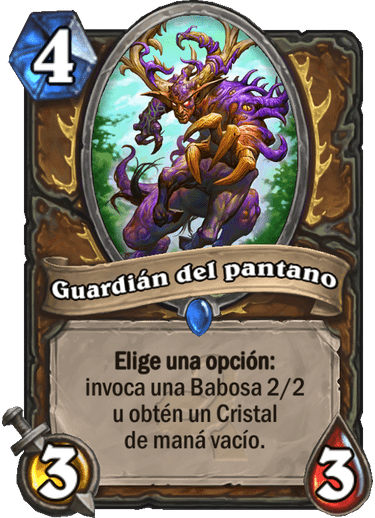 4
Guardián del pantano
Elige una opción:
invoca una Babosa 2/2
u obtén un Cristal
de maná vacío.
3
3